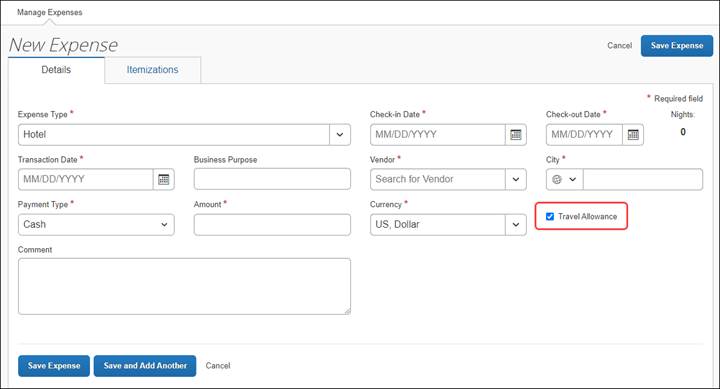 Manage Expenses
New Expense
Cancel
Save Expense
Details
Itemizations
* Required field
Expense Type *
Check-in Date *
Check-out Date *
Nights:
Hotel
MM/DD/YYYY
MM/DD/YYYY
0
Transaction Date *
Business Purpose
Vendor *
City *
MM/DD/YYYY
Search for Vendor
Payment Type *
Amount *
Currency *
Travel Allowance
Cash
US, Dollar
Comment
Save Expense
Save and Add Another
Cancel